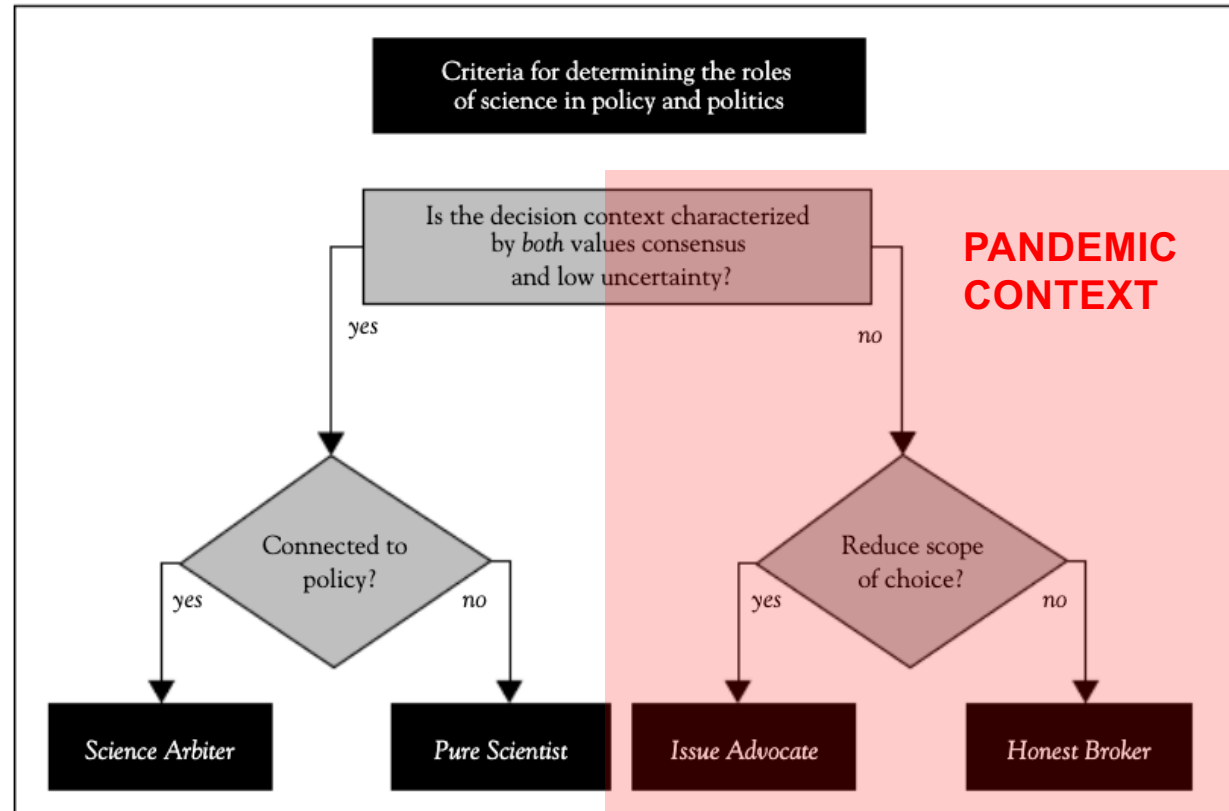 Criteria for determining the roles
of science in policy and politics
Is the decision context characterized
by both values consensus
and low uncertainty?
PANDEMIC
CONTEXT
yes
no
Connected to
policy?
Reduce scope
of choice?
yes
no
yes
no
Science Arbiter
Pure Scientist
Issue Advocate
Honest Broker